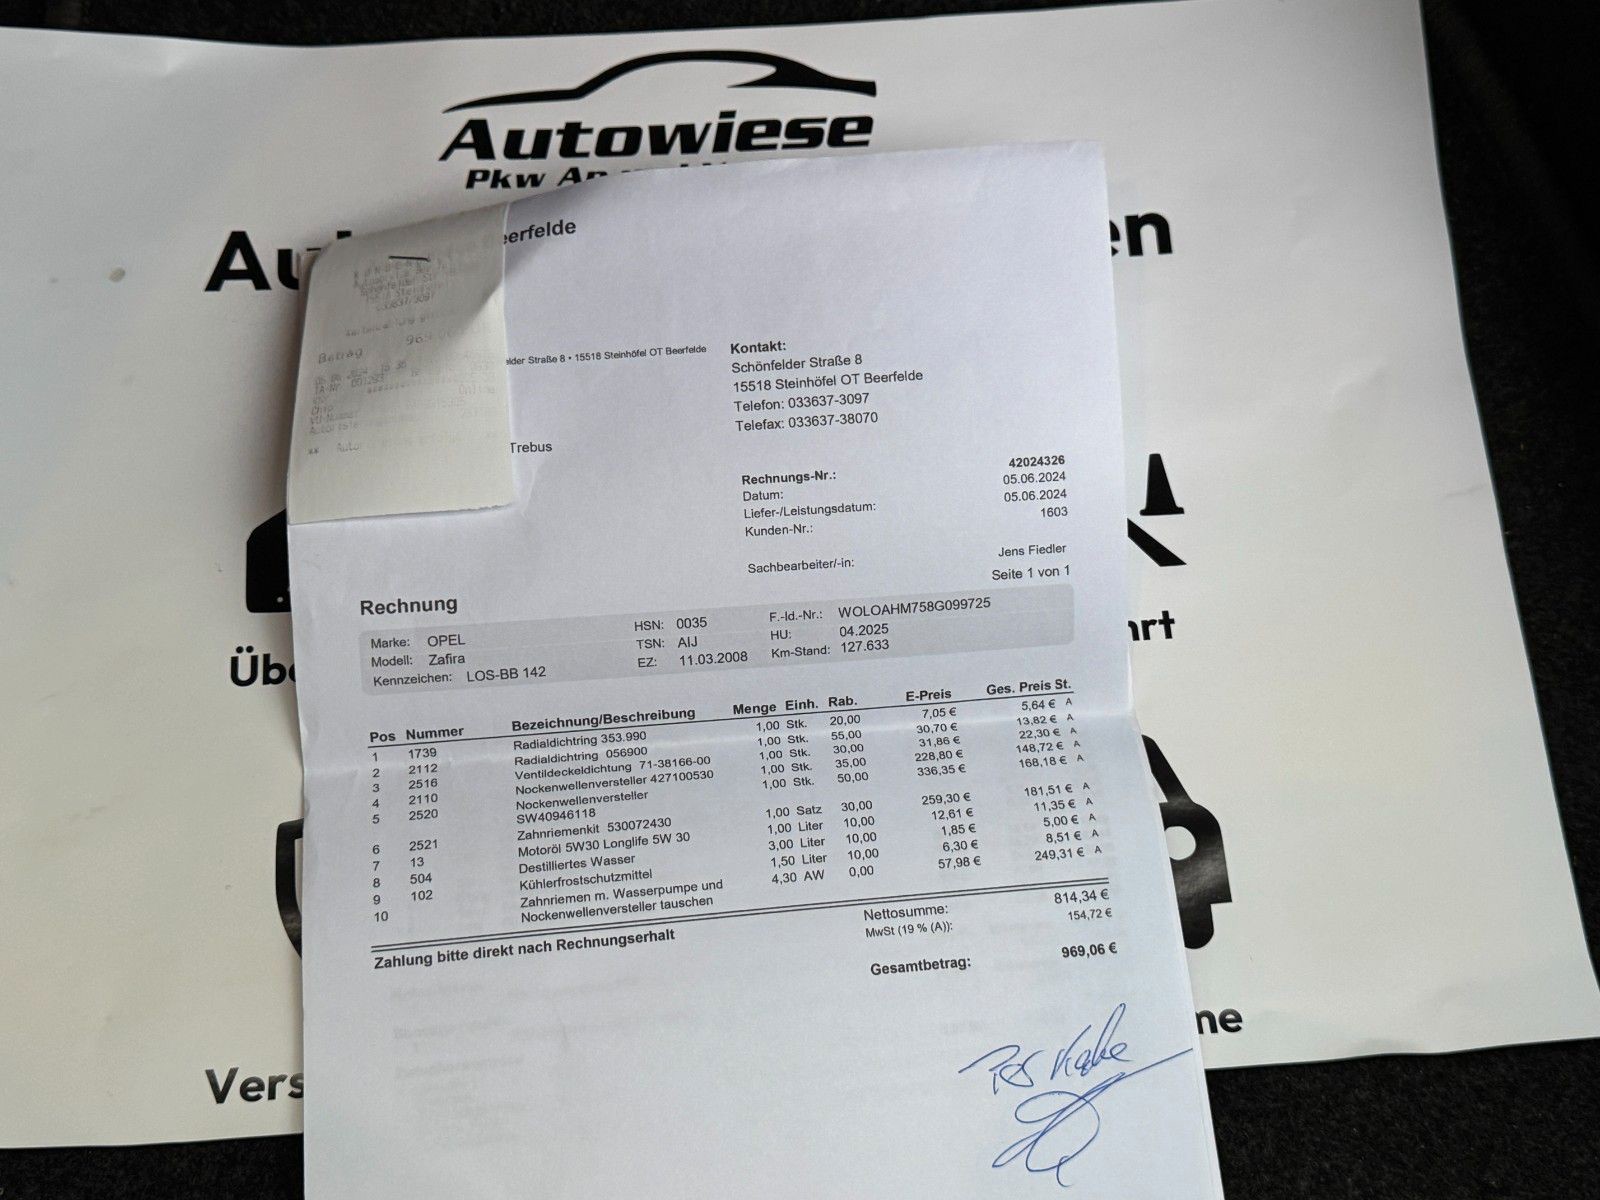 Autowiese
Pkw An
Au
en
eerfelde
Betrag
elder Straße 8 • 15518 Steinhöfel OT Beerfelde
Trebus
Kontakt:
Schönfelder Straße 8
15518 Steinhöfel OT Beerfelde
Telefon: 033637-3097
Telefax: 033637-38070
Rechnungs-Nr.: 42024326
Datum: 05.06.2024
Liefer-/Leistungsdatum: 05.06.2024
Kunden-Nr.: 1603
Sachbearbeiter/-in: Jens Fiedler
Seite 1 von 1
Rechnung
Marke: OPEL HSN: 0035 F.-Id.-Nr.: WOLOAHM758G099725
Modell: Zafira TSN: AIJ HU: 04.2025
Kennzeichen: LOS-BB 142 EZ: 11.03.2008 Km-Stand: 127.633
Pos Nummer Bezeichnung/Beschreibung Menge Einh. Rab. E-Preis Ges. Preis St.
1 1739 Radialdichtring 353.990 1,00 Stk. 20,00 7,05 € 5,64 € A
2 2112 Radialdichtring 056900 1,00 Stk. 55,00 30,70 € 13,82 € A
3 2516 Ventildeckeldichtung 71-38166-00 1,00 Stk. 30,00 31,86 € 22,30 € A
4 2110 Nockenwellenversteller 427100530 1,00 Stk. 35,00 228,80 € 148,72 € A
5 2520 Nockenwellenversteller 1,00 Stk. 50,00 336,35 € 168,18 € A
SW40946118
6 2521 Zahnriemenkit 530072430 1,00 Satz 30,00 259,30 € 181,51 € A
7 13 Motoröl 5W30 Longlife 5W 30 1,00 Liter 10,00 12,61 € 11,35 € A
8 504 Destilliertes Wasser 3,00 Liter 10,00 1,85 € 5,00 € A
9 102 Kühlerfrostschutzmittel 1,50 Liter 10,00 6,30 € 8,51 € A
10 Zahnriemen m. Wasserpumpe und 4,30 AW 0,00 57,98 € 249,31 € A
Nockenwellenversteller tauschen
Nettosumme: 814,34 €
MwSt (19 % (A)): 154,72 €
Zahlung bitte direkt nach Rechnungserhalt
Gesamtbetrag: 969,06 €
Übe
hrt
Vers
me